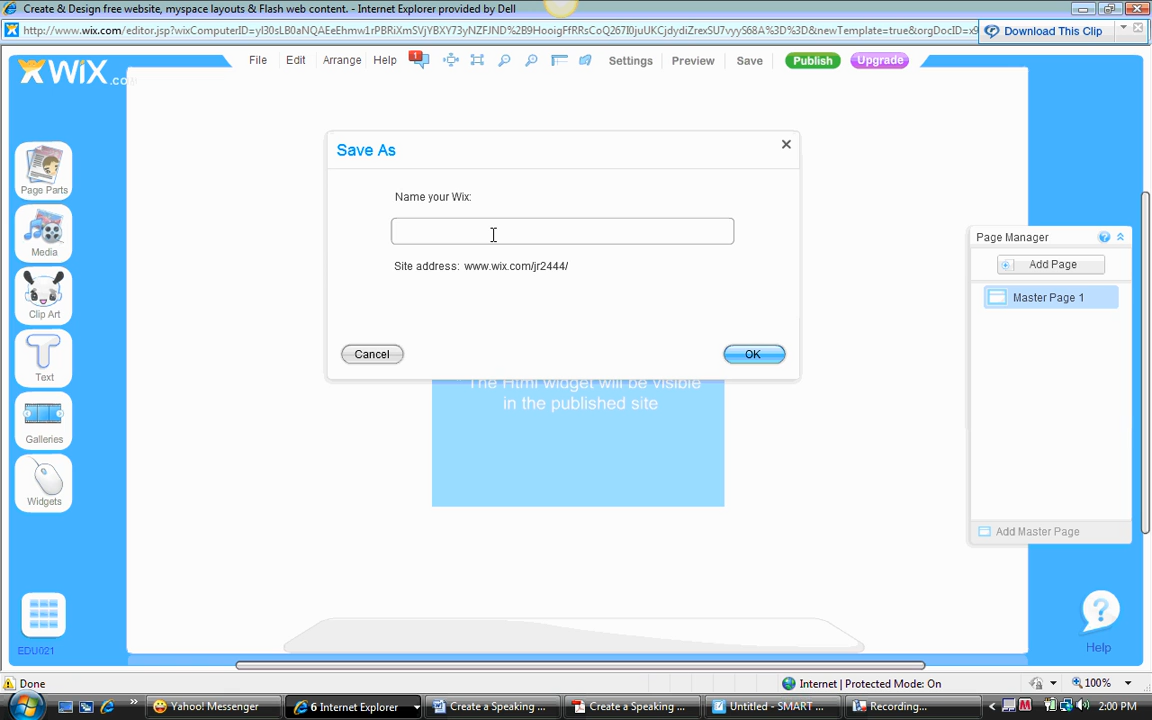 Create & Design free website, myspace layouts & Flash web content. - Internet Explorer provided by Dell
Download This Clip
WiX.com
File Edit Arrange Help 1 Settings Preview Save Publish Upgrade
Save As
Name your Wix:
Site address: www.wix.com/jr2444/
Cancel OK
The Html widget will be visible
in the published site
Page Parts
Media
Clip Art
Text
Galleries
Widgets
EDU021
Page Manager
Add Page
Master Page 1
Add Master Page
Help
Done Internet | Protected Mode: On 100%
Yahoo! Messenger 6 Internet Explorer Create a Speaking ... Create a Speaking ... Untitled - SMART ... Recording... 2:00 PM